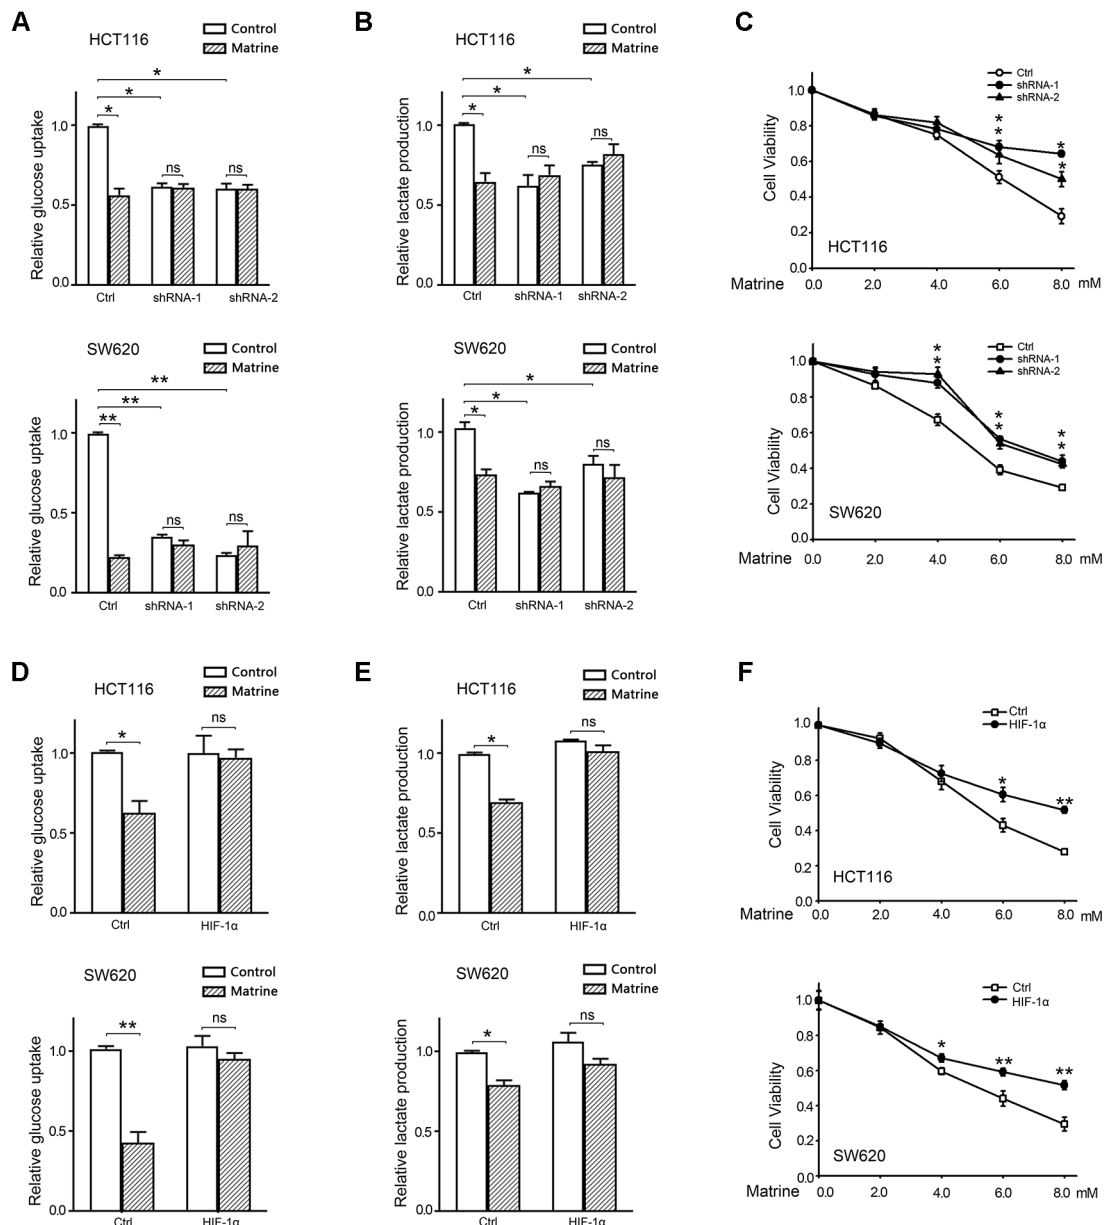 A
HCT116
Control
Matrine
*
*
*
ns
ns
Relative glucose uptake
1.0
0.5
0.0
Ctrl
shRNA-1
shRNA-2
SW620
Control
Matrine
**
**
**
ns
ns
Relative glucose uptake
1.0
0.5
0.0
Ctrl
shRNA-1
shRNA-2
B
HCT116
Control
Matrine
*
*
*
ns
ns
Relative lactate production
1.0
0.5
0.0
Ctrl
shRNA-1
shRNA-2
SW620
Control
Matrine
*
*
*
ns
ns
Relative lactate production
1.0
0.5
0.0
Ctrl
shRNA-1
shRNA-2
C
Ctrl
shRNA-1
shRNA-2
*
*
*
*
Cell Viability
1.0
0.8
0.6
0.4
0.2
0.0
HCT116
Matrine 0.0 2.0 4.0 6.0 8.0 mM
Ctrl
shRNA-1
shRNA-2
*
*
*
*
*
*
Cell Viability
1.0
0.8
0.6
0.4
0.2
0.0
SW620
Matrine 0.0 2.0 4.0 6.0 8.0 mM
D
HCT116
Control
Matrine
*
ns
Relative glucose uptake
1.0
0.5
0.0
Ctrl
HIF-1α
SW620
Control
Matrine
**
ns
Relative glucose uptake
1.0
0.5
0.0
Ctrl
HIF-1α
E
HCT116
Control
Matrine
*
ns
Relative lactate production
1.0
0.5
0.0
Ctrl
HIF-1α
SW620
Control
Matrine
*
ns
Relative lactate production
1.0
0.5
0.0
Ctrl
HIF-1α
F
Ctrl
HIF-1α
*
**
Cell Viability
1.0
0.8
0.6
0.4
0.2
0.0
HCT116
Matrine 0.0 2.0 4.0 6.0 8.0 mM
Ctrl
HIF-1α
*
**
**
Cell Viability
1.0
0.8
0.6
0.4
0.2
0.0
SW620
Matrine 0.0 2.0 4.0 6.0 8.0 mM